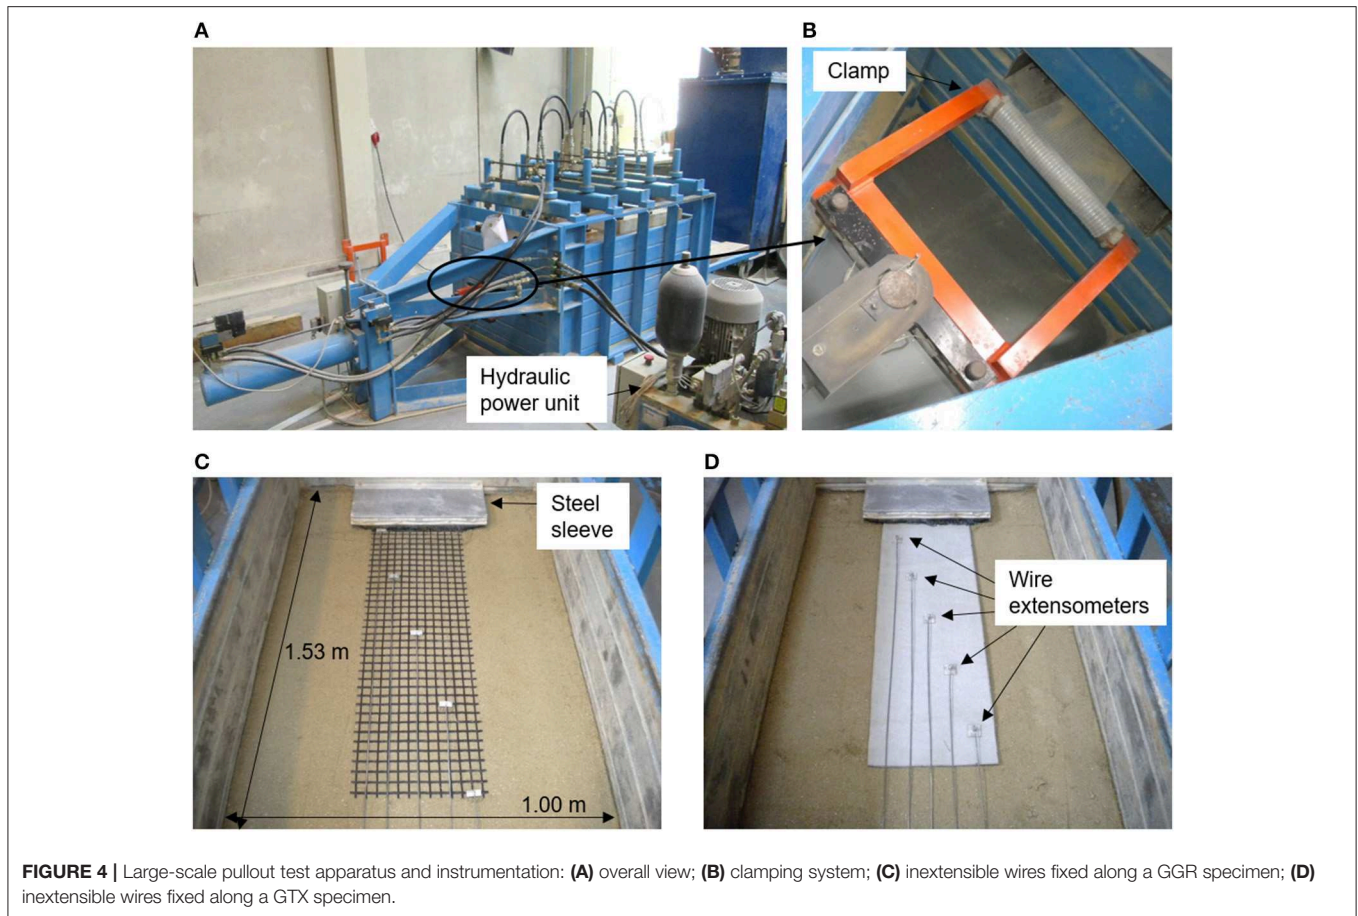 A
B
Clamp
Hydraulic
power unit
C
D
Steel
sleeve
1.53 m
1.00 m
Wire
extensometers
FIGURE 4 | Large-scale pullout test apparatus and instrumentation: (A) overall view; (B) clamping system; (C) inextensible wires fixed along a GGR specimen; (D)
inextensible wires fixed along a GTX specimen.